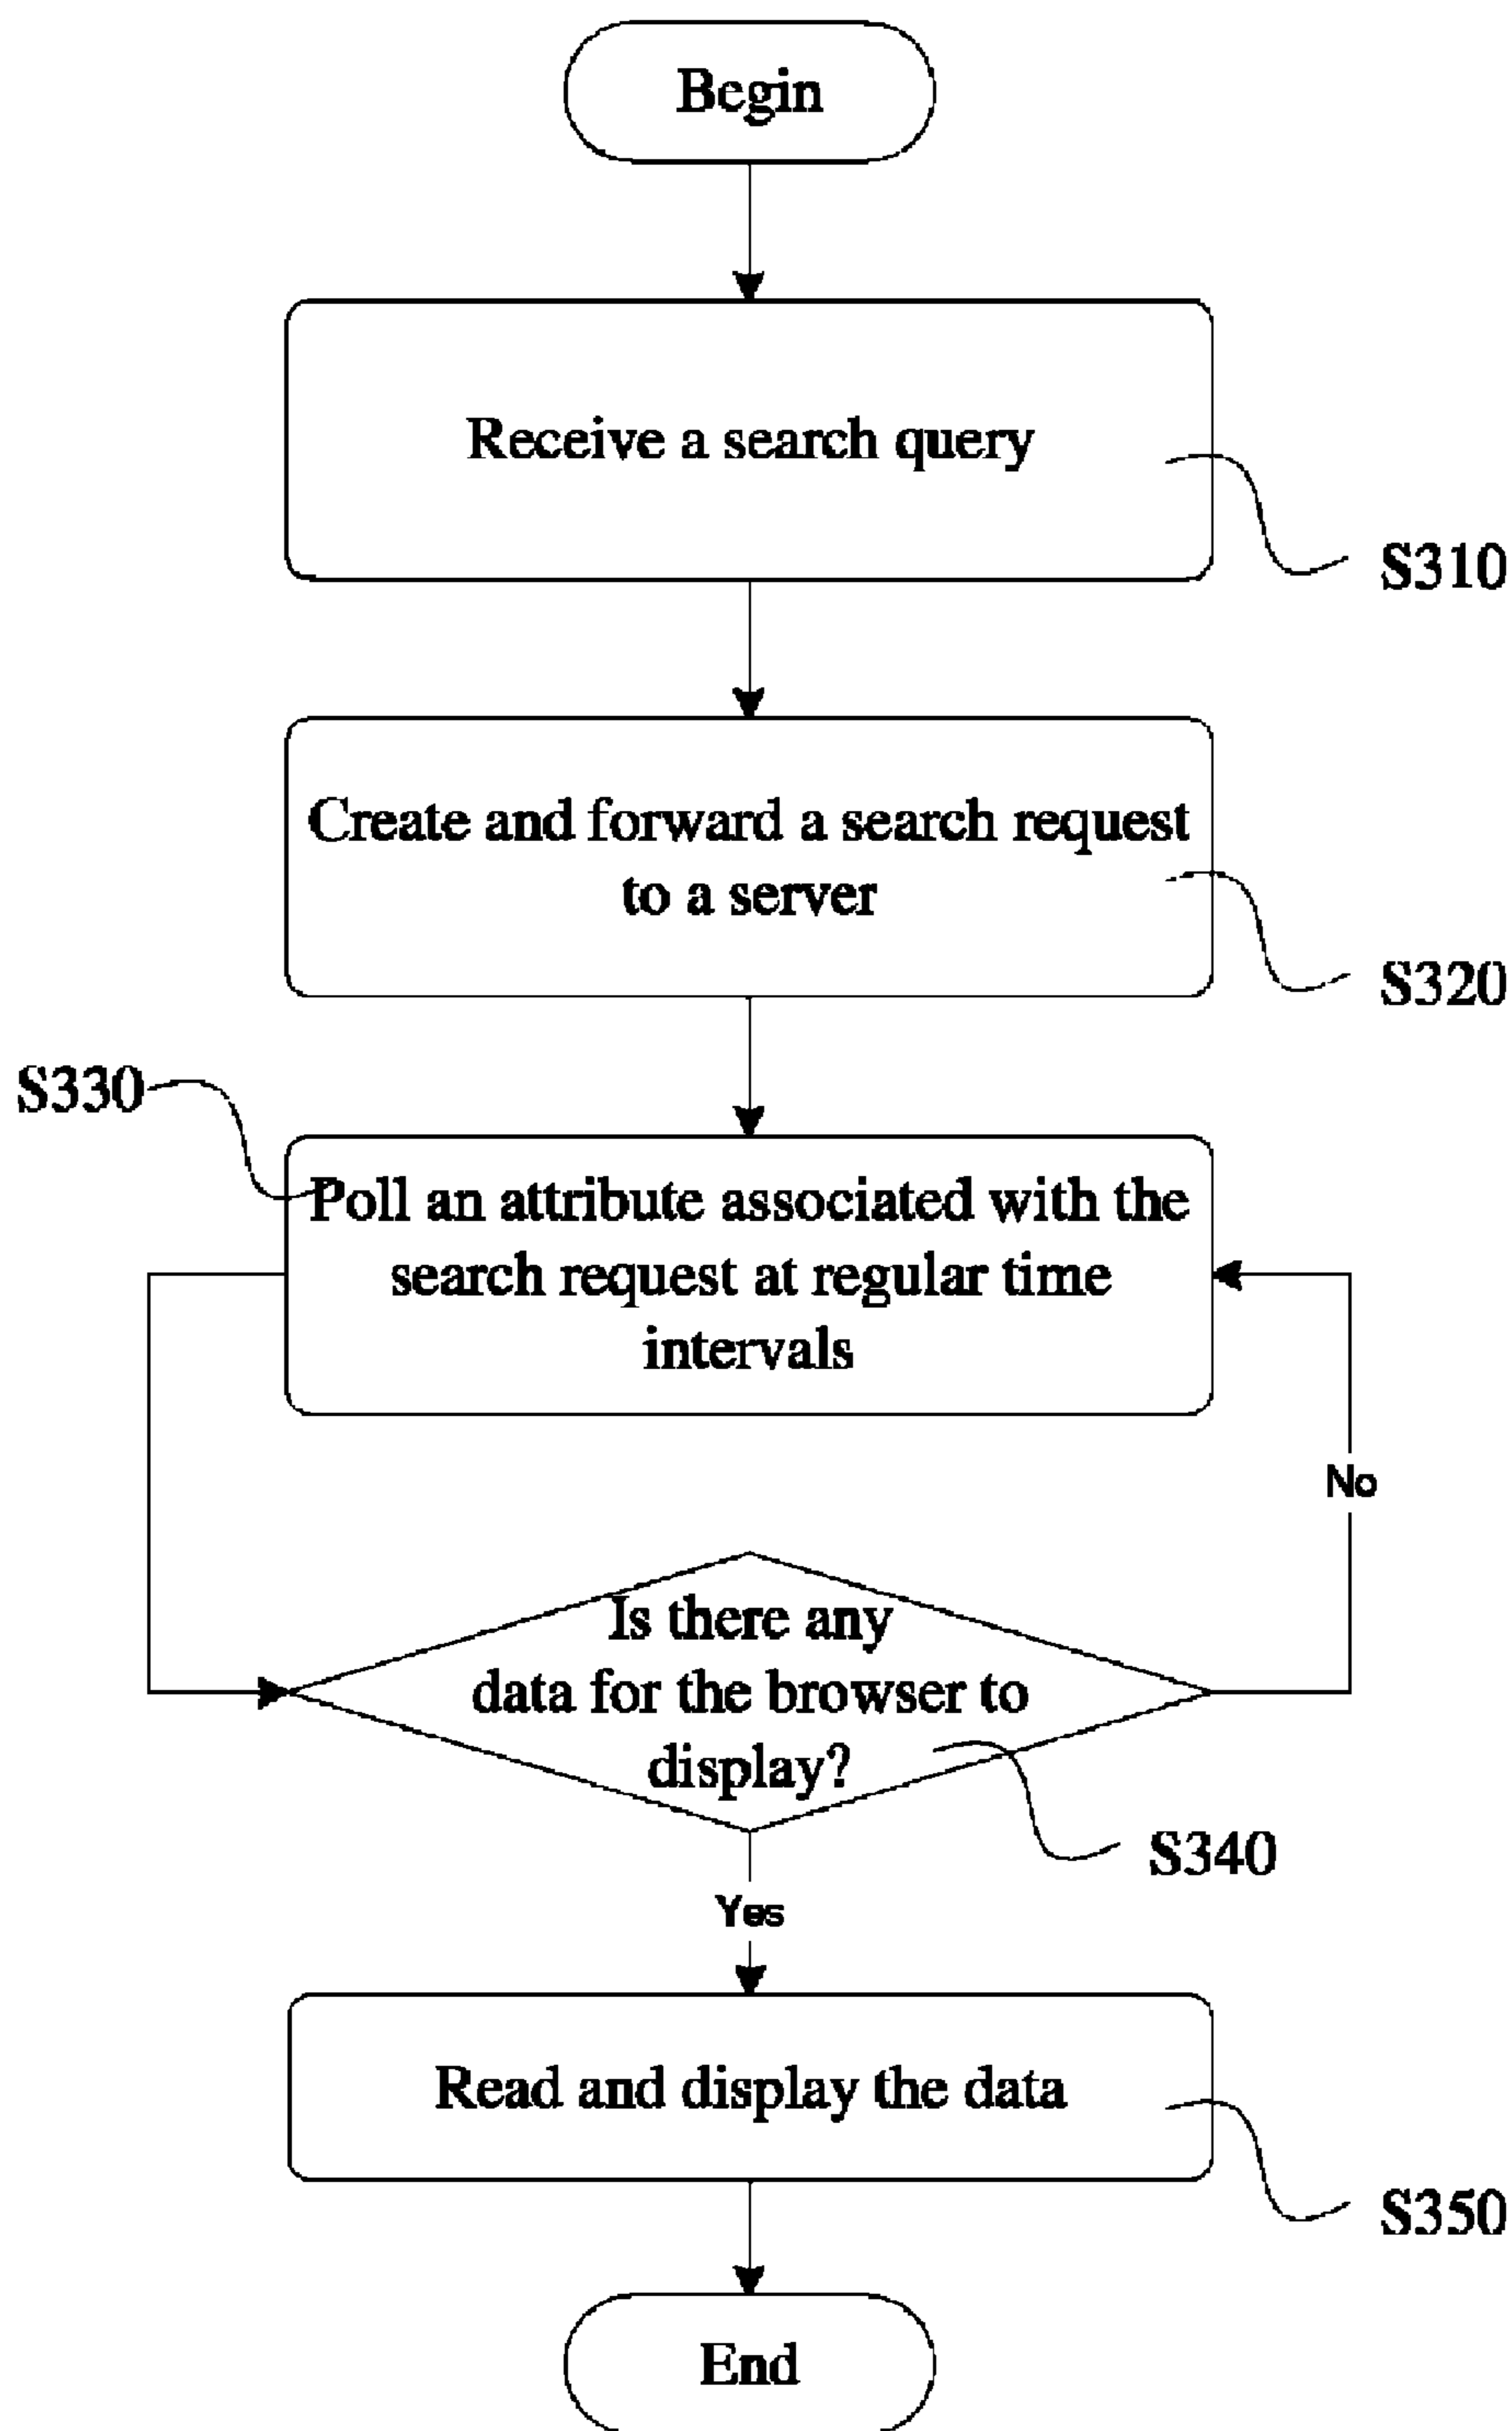 Begin
Receive a search query
S310
Create and forward a search request
to a server
S320
S330
Poll an attribute associated with the
search request at regular time
intervals
No
Is there any
data for the browser to
display?
S340
Yes
Read and display the data
S350
End